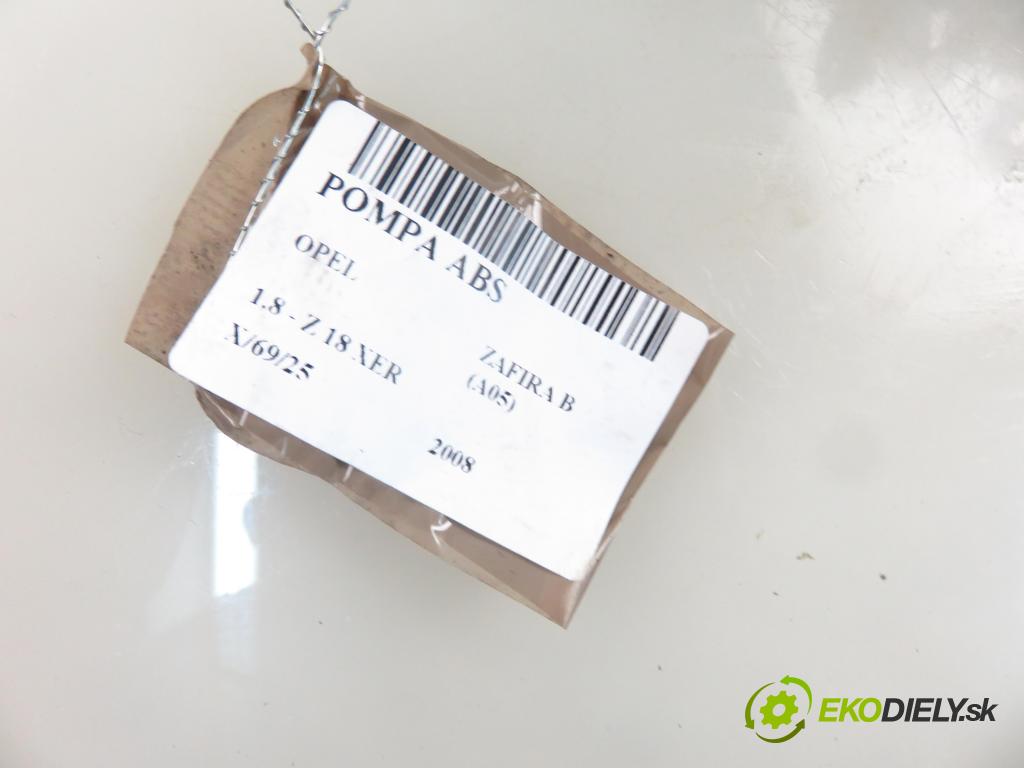 POMPA ABS
OPEL
ZAFIRA B
(A05)
1.8 - Z 18 XER
X/69/25
2008
EKODIELY.sk